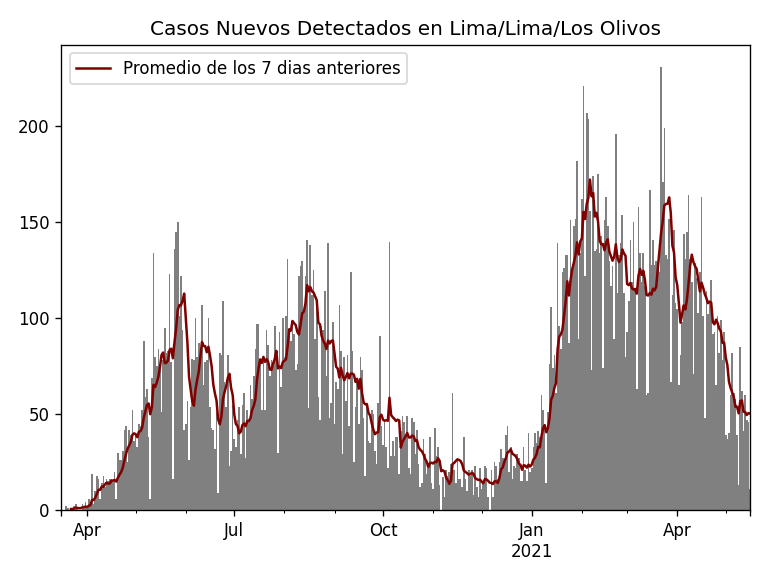 Casos Nuevos Detectados en Lima/Lima/Los Olivos
Promedio de los 7 dias anteriores
200
150
100
50
0
Apr
Jul
Oct
Jan
2021
Apr